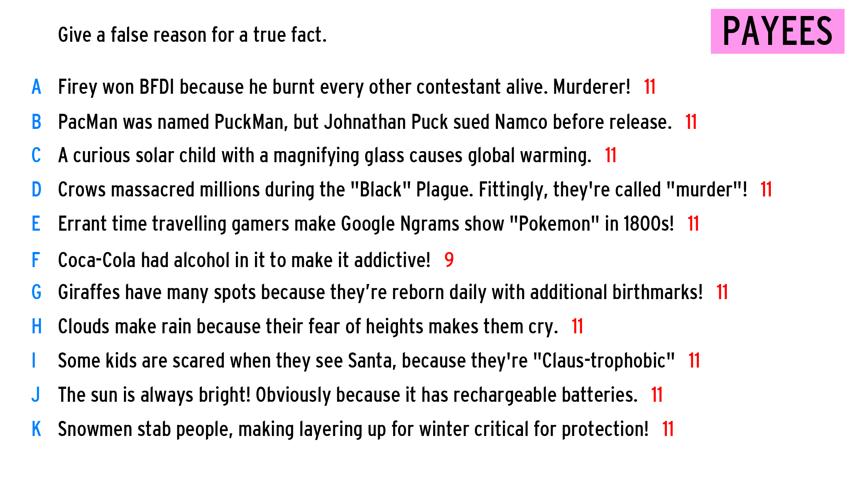 Give a false reason for a true fact.
PAYEES
A Firey won BFDI because he burnt every other contestant alive. Murderer! 11
B PacMan was named PuckMan, but Johnathan Puck sued Namco before release. 11
C A curious solar child with a magnifying glass causes global warming. 11
D Crows massacred millions during the "Black" Plague. Fittingly, they're called "murder"! 11
E Errant time travelling gamers make Google Ngrams show "Pokemon" in 1800s! 11
F Coca-Cola had alcohol in it to make it addictive! 9
G Giraffes have many spots because they’re reborn daily with additional birthmarks! 11
H Clouds make rain because their fear of heights makes them cry. 11
I Some kids are scared when they see Santa, because they're "Claus-trophobic" 11
J The sun is always bright! Obviously because it has rechargeable batteries. 11
K Snowmen stab people, making layering up for winter critical for protection! 11